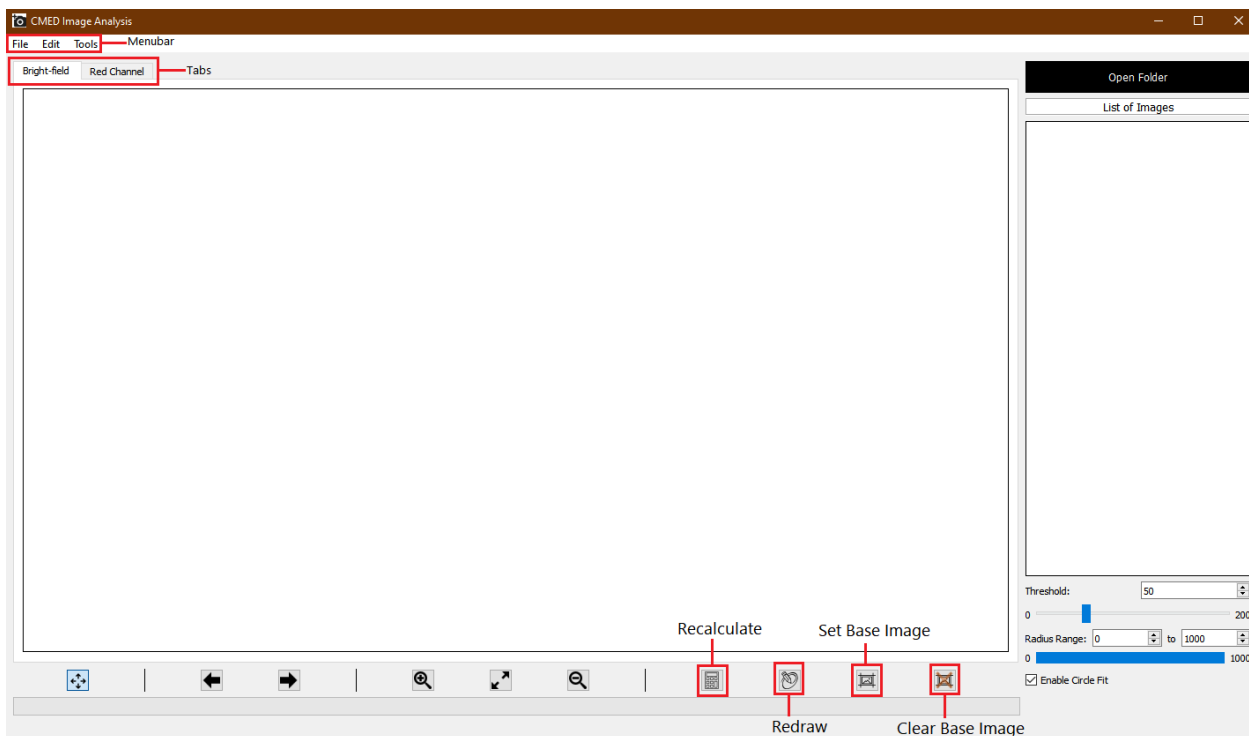 CMED Image Analysis
File Edit Tools Menubar
Bright-field Red Channel Tabs
Open Folder
List of Images
Threshold: 50
0 200
Radius Range: 0 to 1000
0 1000
Enable Circle Fit
Recalculate Set Base Image
Redraw Clear Base Image